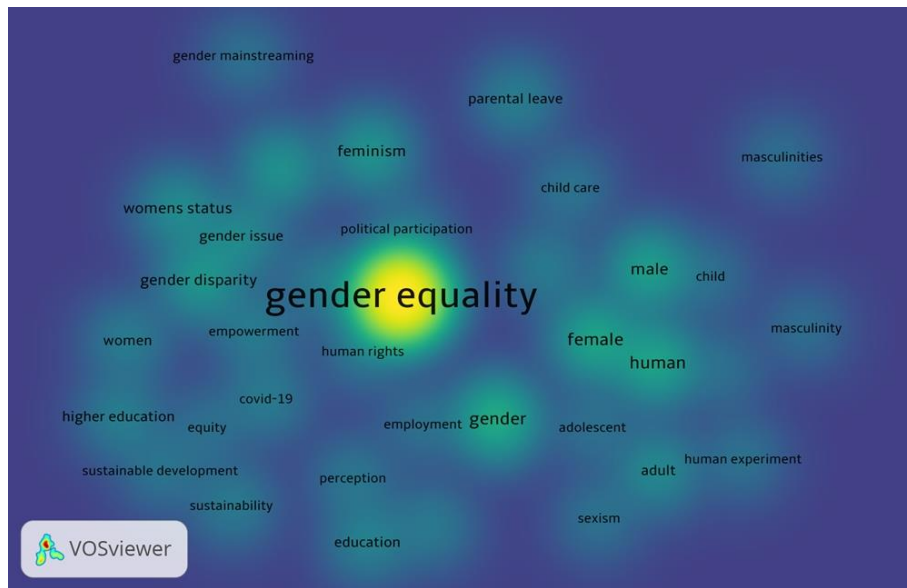 gender mainstreaming
parental leave
feminism
masculinities
child care
womens status
political participation
gender issue
male
child
gender disparity
gender equality
masculinity
empowerment
women
female
human rights
human
covid-19
higher education
gender
employment
equity
adolescent
human experiment
sustainable development
adult
perception
sustainability
sexism
education
VOSviewer